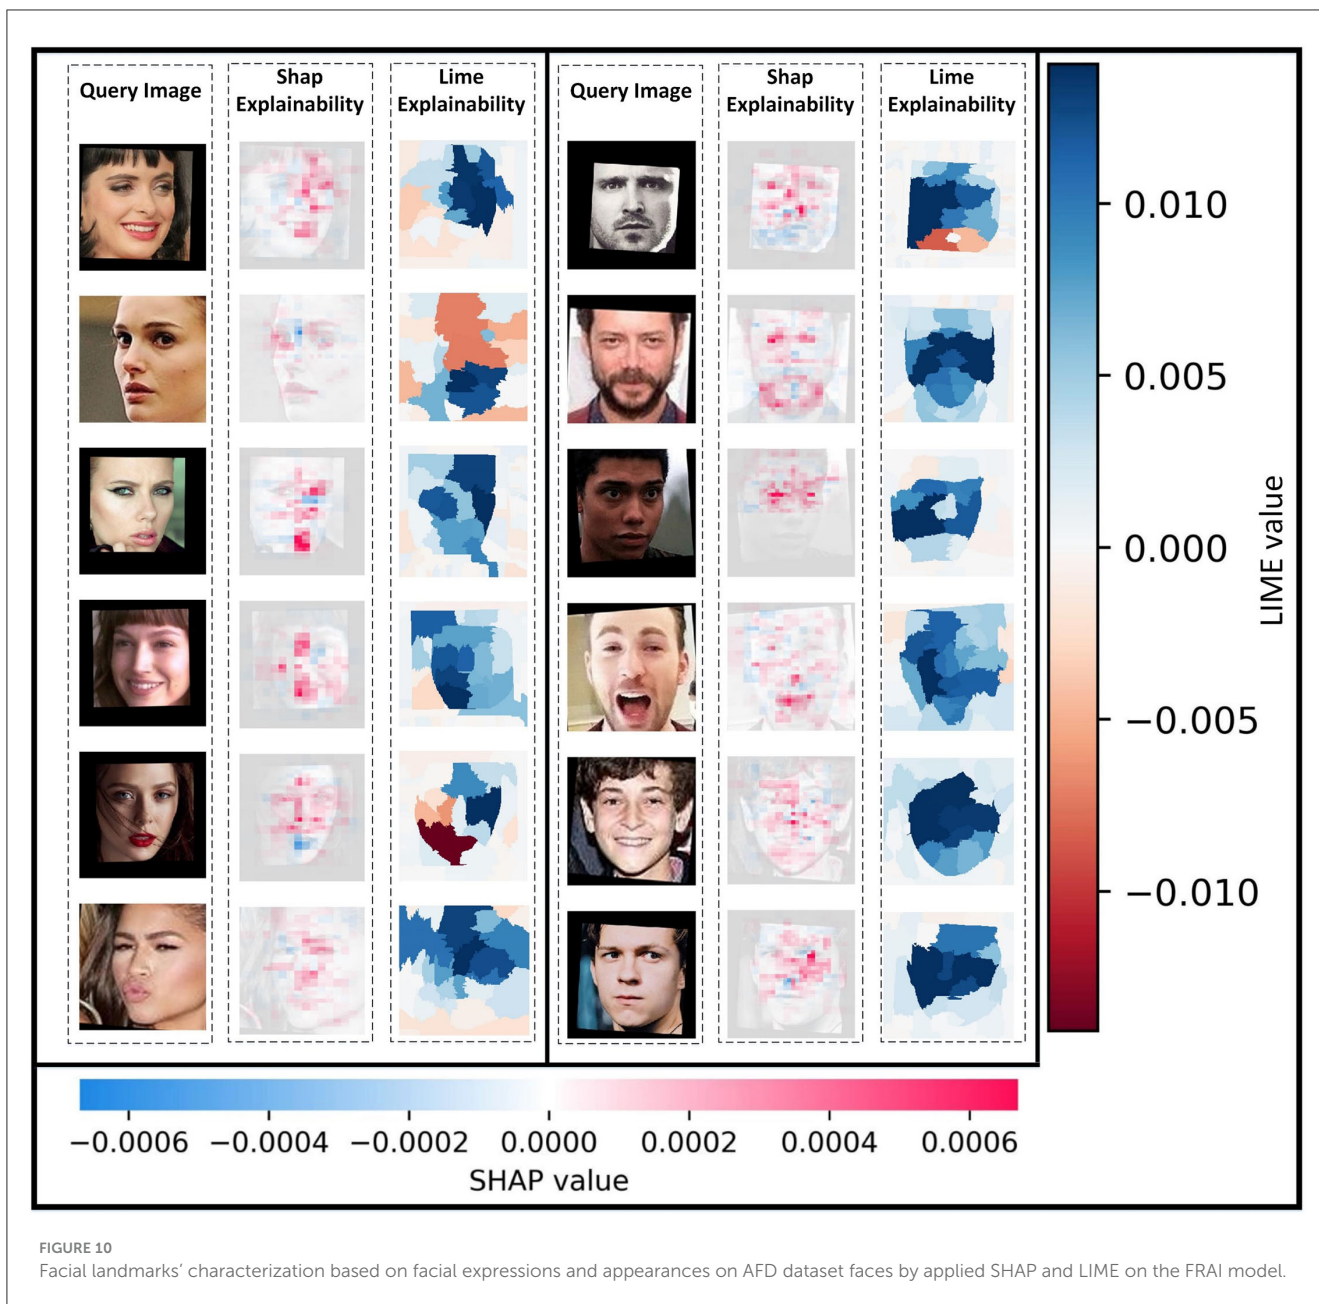 Query Image
Shap
Explainability
Lime
Explainability
Query Image
Shap
Explainability
Lime
Explainability
0.010
0.005
0.000
−0.005
−0.010
LIME value
−0.0006 −0.0004 −0.0002 0.0000 0.0002 0.0004 0.0006
SHAP value
FIGURE 10
Facial landmarks’ characterization based on facial expressions and appearances on AFD dataset faces by applied SHAP and LIME on the FRAI model.